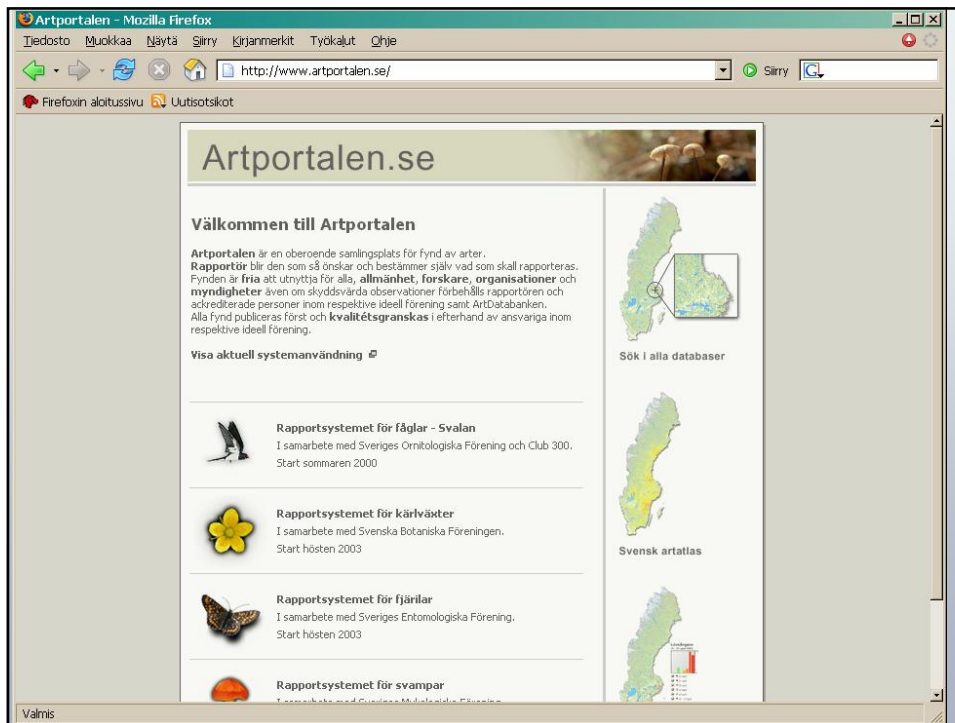 Artportalen - Mozilla Firefox
Tiedosto Muokkaa Näytä Siirry Kirjanmerkit Työkalut Ohje
http://www.artportalen.se/ Siirry G
Firefoxin aloitussivu Uutisotsikot
Artportalen.se
Välkommen till Artportalen
Artportalen är en oberoende samlingsplats för fynd av arter.
Rapportör blir den som så önskar och bestämmer själv vad som skall rapporteras.
Fynden är fria att utnyttja för alla, allmänhet, forskare, organisationer och
myndigheter även om skyddsvärda observationer förbehålls rapportören och
ackrediterade personer inom respektive ideell förening samt ArtDatabanken.
Alla fynd publiceras först och kvalitétsgranskas i efterhand av ansvariga inom
respektive ideell förening.
Visa aktuell systemanvändning
Rapportsystemet för fåglar - Svalan
I samarbete med Sveriges Ornitologiska Förening och Club 300.
Start sommaren 2000
Rapportsystemet för kärlväxter
I samarbete med Svenska Botaniska Föreningen.
Start hösten 2003
Rapportsystemet för fjärilar
I samarbete med Sveriges Entomologiska Förening.
Start hösten 2003
Rapportsystemet för svampar
I samarbete med Sveriges Mykologiska Förening.
Sök i alla databaser
Svensk artatlas
Valmis